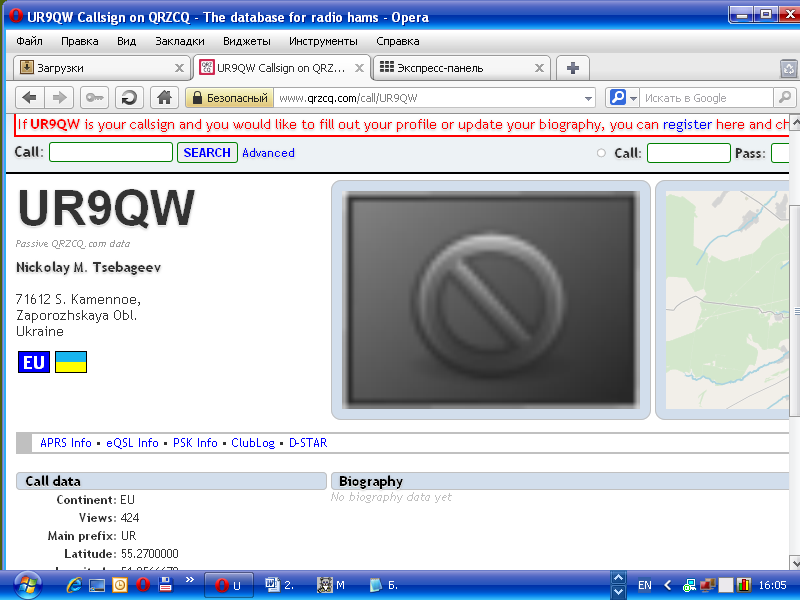 UR9QW Callsign on QRZCQ - The database for radio hams - Opera
Файл Правка Вид Закладки Виджеты Инструменты Справка
Загрузки UR9QW Callsign on QRZ... Экспресс-панель
Безопасный www.qrzcq.com/call/UR9QW Искать в Google
If UR9QW is your callsign and you would like to fill out your profile or update your biography, you can register here and ch
Call: SEARCH Advanced Call: Pass:
UR9QW
Passive QRZCQ.com data
Nickolay M. Tsebageev
71612 S. Kamennoe,
Zaporozhskaya Obl.
Ukraine
EU
APRS Info • eQSL Info • PSK Info • ClubLog • D-STAR
Call data Biography
Continent: EU No biography data yet
Views: 424
Main prefix: UR
Latitude: 55.2700000
U 2. М Б. EN 16:05